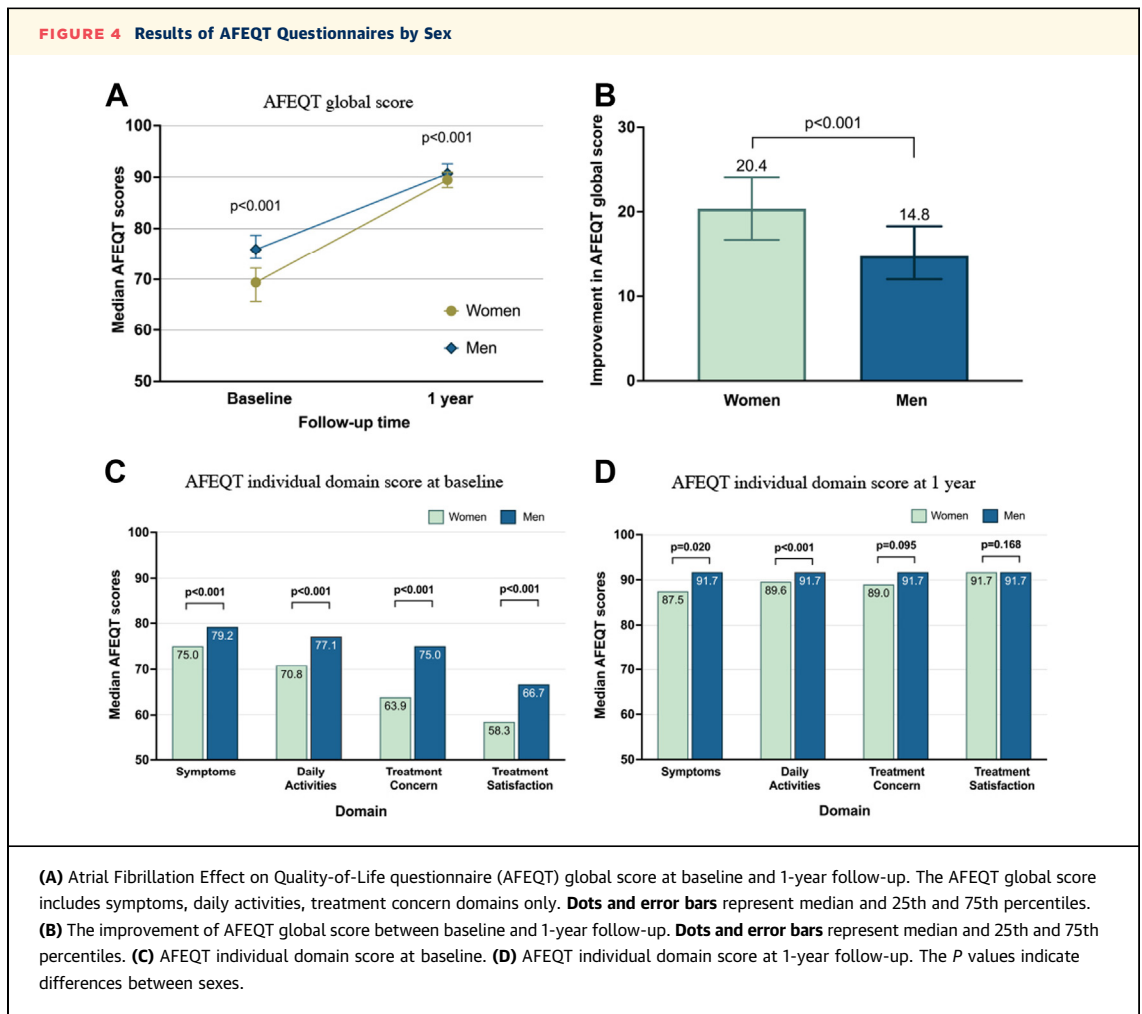 FIGURE 4 Results of AFEQT Questionnaires by Sex
A
AFEQT global score
Median AFEQT scores
100
90
80
70
60
50
p<0.001
p<0.001
Women
Men
Baseline
1 year
Follow-up time
B
Improvement in AFEQT global score
30
20
10
0
p<0.001
20.4
14.8
Women
Men
C
AFEQT individual domain score at baseline
Women
Men
Median AFEQT scores
100
90
80
70
60
50
p<0.001
p<0.001
p<0.001
p<0.001
75.0
79.2
70.8
77.1
63.9
75.0
58.3
66.7
Symptoms
Daily
Activities
Treatment
Concern
Treatment
Satisfaction
Domain
D
AFEQT individual domain score at 1 year
Women
Men
Median AFEQT scores
100
90
80
70
60
50
p=0.020
p<0.001
p=0.095
p=0.168
87.5
91.7
89.6
91.7
89.0
91.7
91.7
91.7
Symptoms
Daily
Activities
Treatment
Concern
Treatment
Satisfaction
Domain
(A) Atrial Fibrillation Effect on Quality-of-Life questionnaire (AFEQT) global score at baseline and 1-year follow-up. The AFEQT global score
includes symptoms, daily activities, treatment concern domains only. Dots and error bars represent median and 25th and 75th percentiles.
(B) The improvement of AFEQT global score between baseline and 1-year follow-up. Dots and error bars represent median and 25th and 75th
percentiles. (C) AFEQT individual domain score at baseline. (D) AFEQT individual domain score at 1-year follow-up. The P values indicate
differences between sexes.